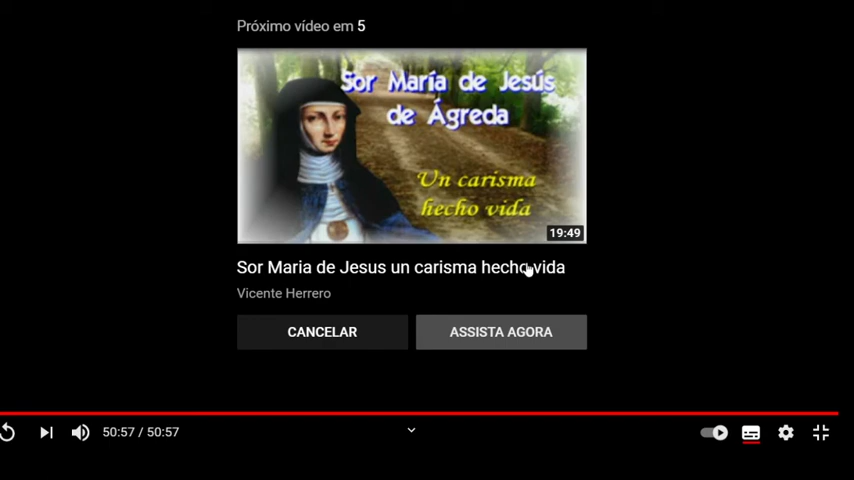 Próximo vídeo em 5
Sor María de Jesús
de Ágreda
Un carisma
hecho vida
19:49
Sor Maria de Jesus un carisma hecho vida
Vicente Herrero
CANCELAR
ASSISTA AGORA
50:57 / 50:57